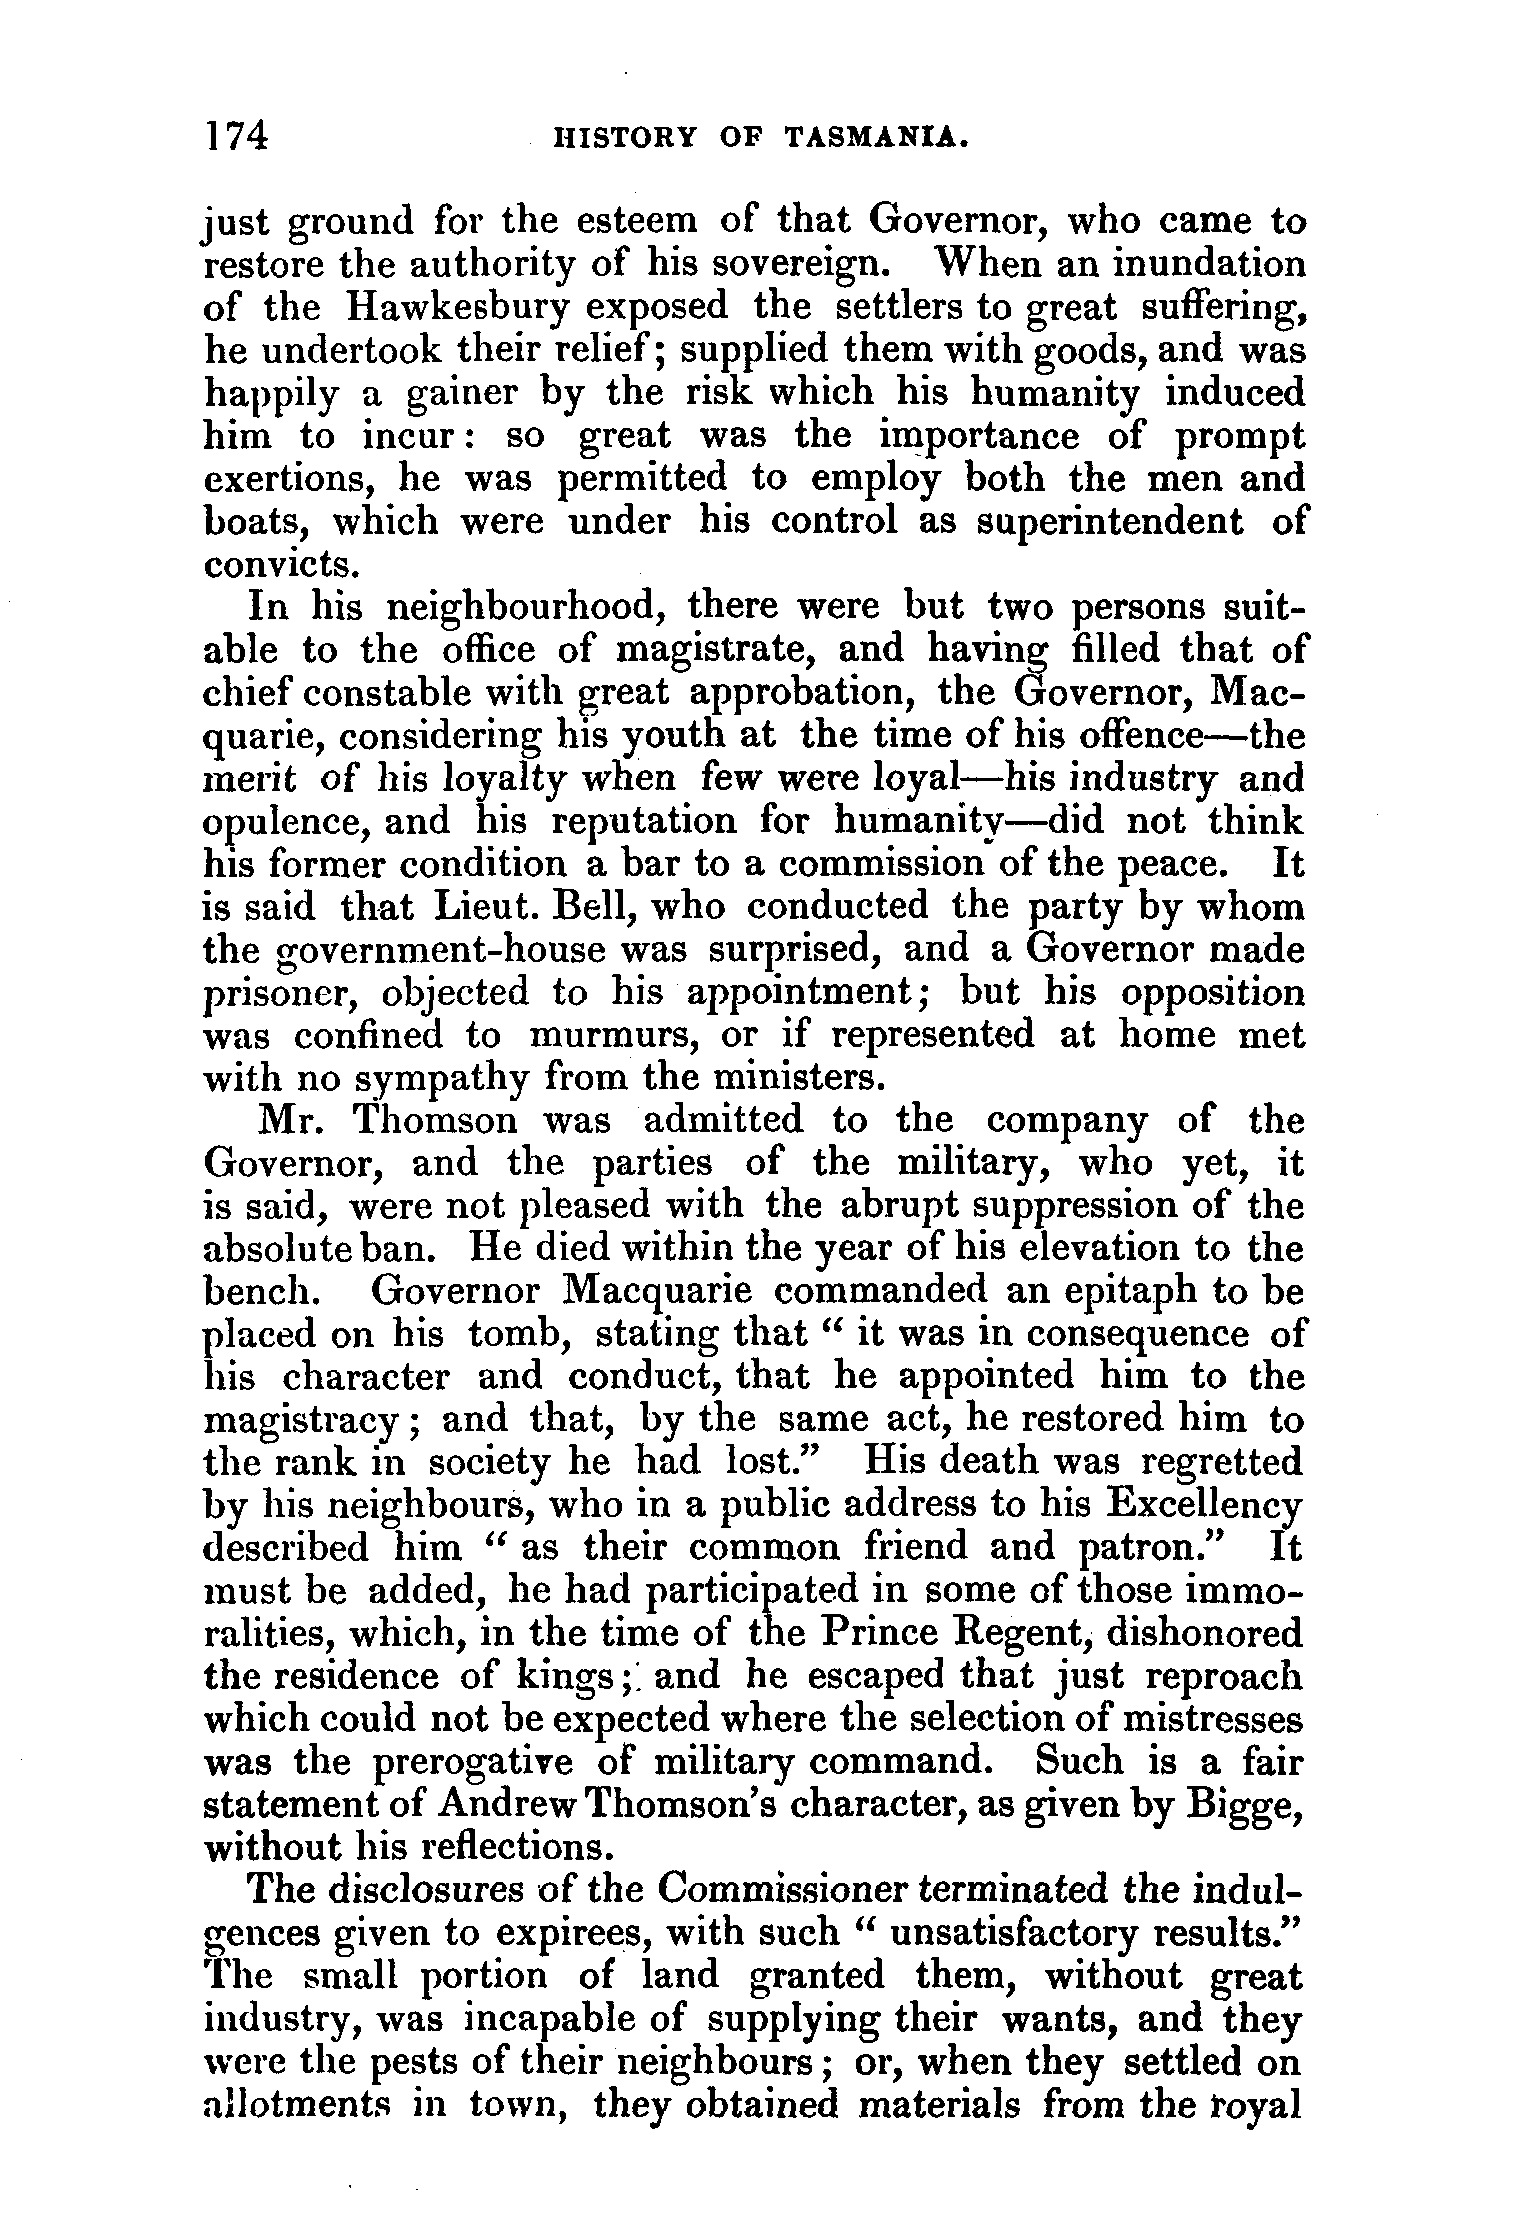 174 HISTORY OF TASMANIA.
just ground for the esteem of that Governor, who came to
restore the authority of his sovereign. When an inundation
of the Hawkesbury exposed the settlers to great suffering,
he undertook their relief; supplied them with goods, and was
happily a gainer by the risk which his humanity induced
him to incur: so great was the importance of prompt
exertions, he was permitted to employ both the men and
boats, which were under his control as superintendent of
convicts.
In his neighbourhood, there were but two persons suit-
able to the office of magistrate, and having filled that of
chief constable with great approbation, the Governor, Mac-
quarie, considering his youth at the time of his offence—the
merit of his loyalty when few were loyal—his industry and
opulence, and his reputation for humanity—did not think
his former condition a bar to a commission of the peace. It
is said that Lieut. Bell, who conducted the party by whom
the government-house was surprised, and a Governor made
prisoner, objected to his appointment; but his opposition
was confined to murmurs, or if represented at home met
with no sympathy from the ministers.
Mr. Thomson was admitted to the company of the
Governor, and the parties of the military, who yet, it
is said, were not pleased with the abrupt suppression of the
absolute ban. He died within the year of his elevation to the
bench. Governor Macquarie commanded an epitaph to be
placed on his tomb, stating that “ it was in consequence of
his character and conduct, that he appointed him to the
magistracy; and that, by the same act, he restored him to
the rank in society he had lost.” His death was regretted
by his neighbours, who in a public address to his Excellency
described him “ as their common friend and patron.” It
must be added, he had participated in some of those immo-
ralities, which, in the time of the Prince Regent, dishonored
the residence of kings; and he escaped that just reproach
which could not be expected where the selection of mistresses
was the prerogative of military command. Such is a fair
statement of Andrew Thomson’s character, as given by Bigge,
without his reflections.
The disclosures of the Commissioner terminated the indul-
gences given to expirees, with such “ unsatisfactory results.”
The small portion of land granted them, without great
industry, was incapable of supplying their wants, and they
were the pests of their neighbours; or, when they settled on
allotments in town, they obtained materials from the royal